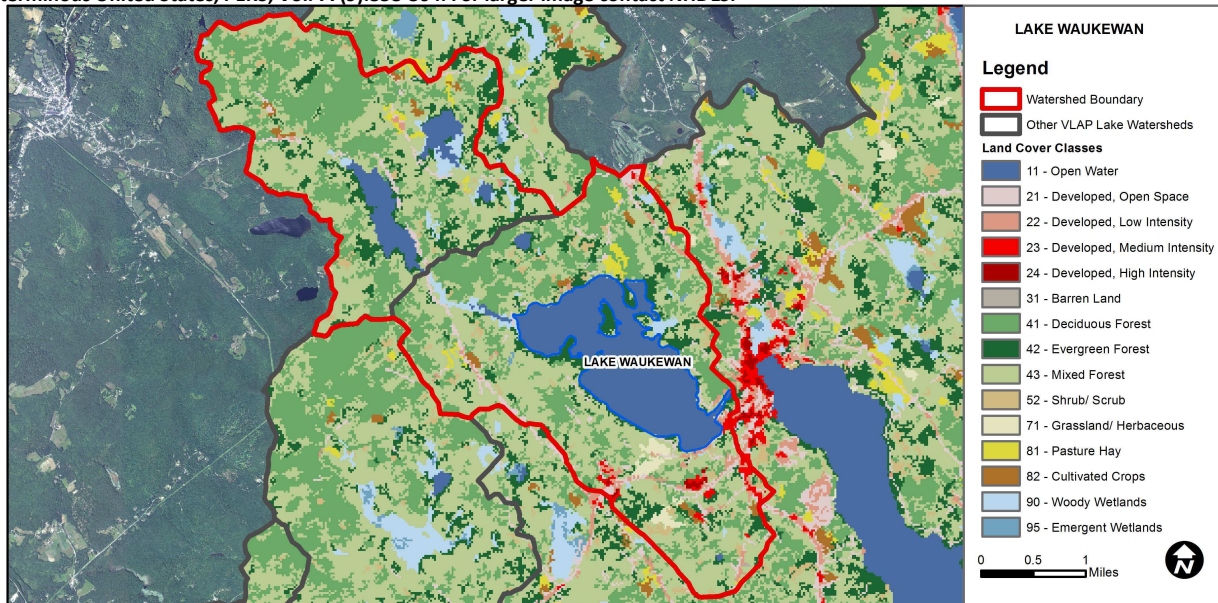 LAKE WAUKEWAN
Legend
Watershed Boundary
Other VLAP Lake Watersheds
Land Cover Classes
11 - Open Water
21 - Developed, Open Space
22 - Developed, Low Intensity
23 - Developed, Medium Intensity
24 - Developed, High Intensity
31 - Barren Land
41 - Deciduous Forest
42 - Evergreen Forest
43 - Mixed Forest
52 - Shrub/ Scrub
71 - Grassland/ Herbaceous
81 - Pasture Hay
82 - Cultivated Crops
90 - Woody Wetlands
95 - Emergent Wetlands
0 0.5 1
Miles
N
LAKE WAUKEWAN